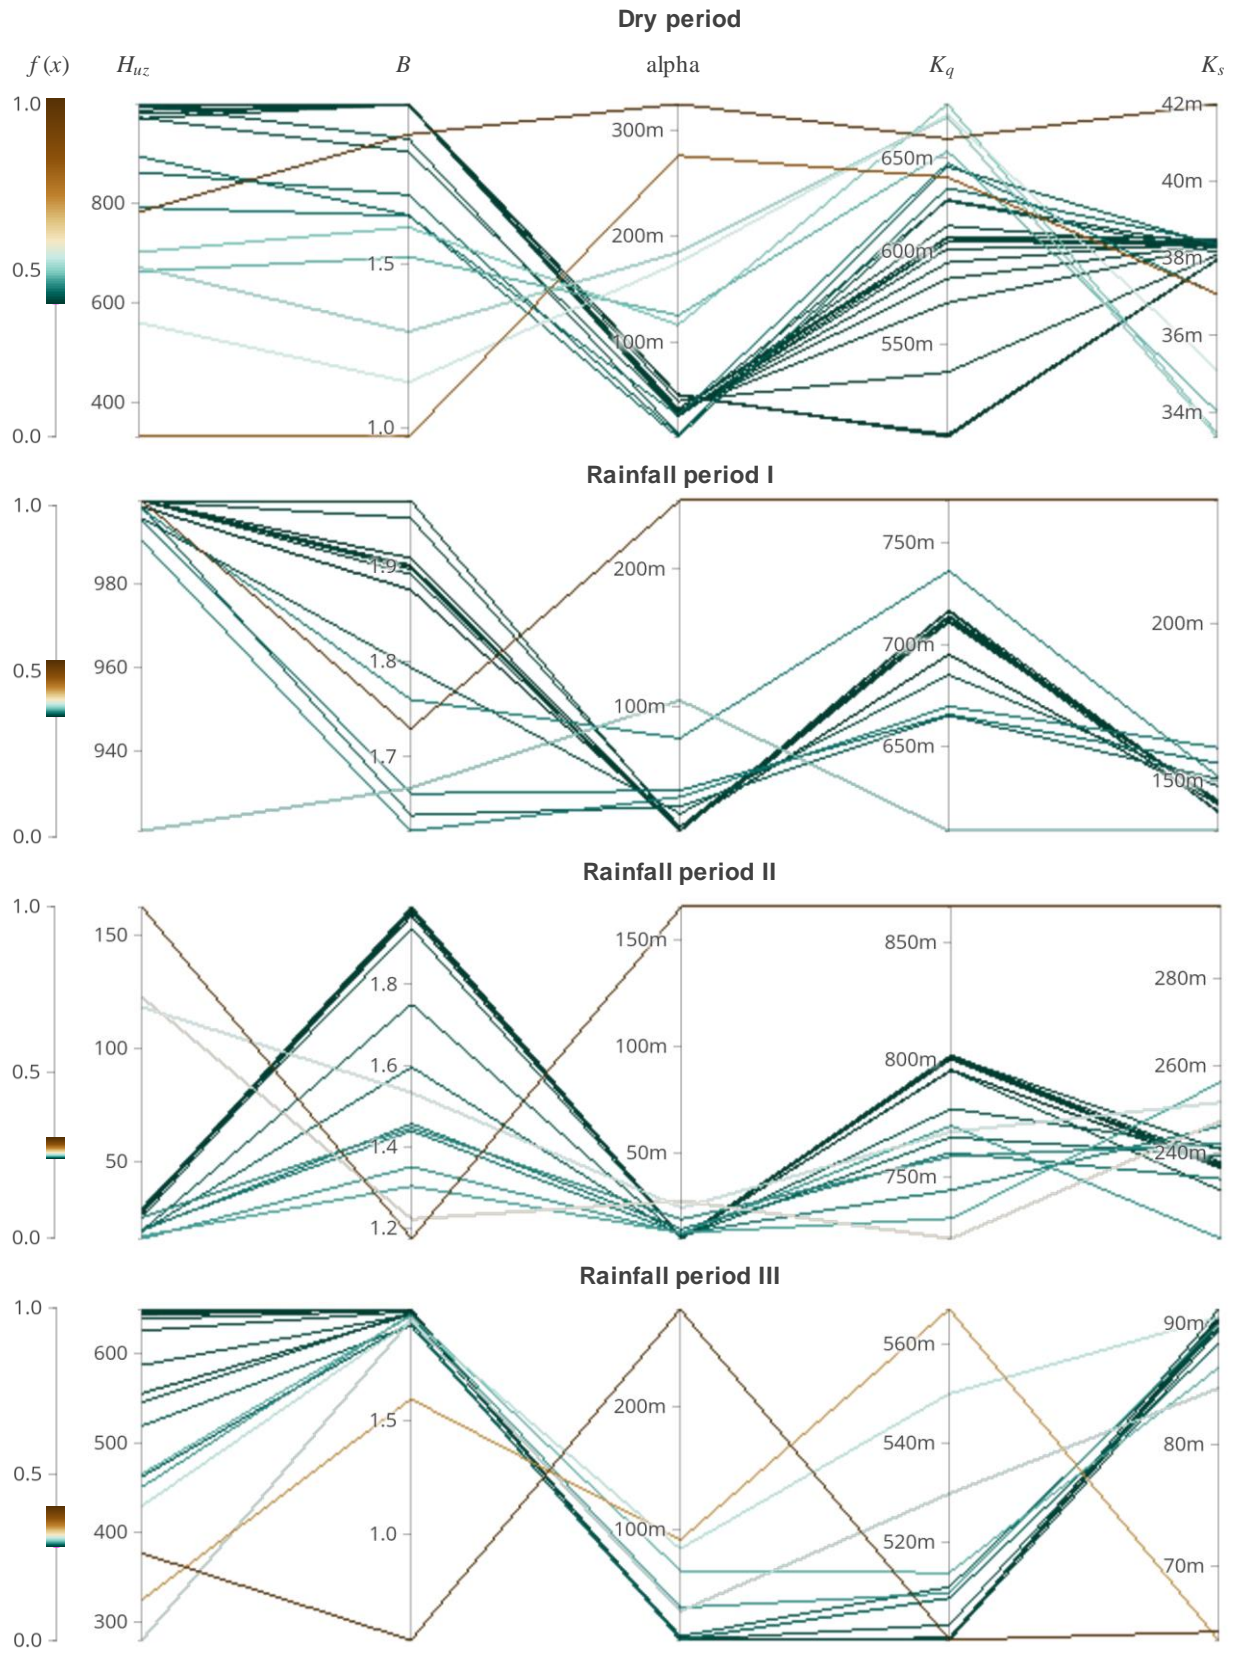 Dry period
f (x) H_uz B alpha K_q K_s
1.0 42m
300m
650m
40m
800
200m
600m
38m
0.5 1.5
600
36m
100m 550m
400 34m
0.0 1.0
Rainfall period I
1.0
750m
200m 1.9
980
200m
700m
0.5 960 1.8
100m
940 1.7 650m
150m
0.0
Rainfall period II
1.0
150 150m 850m
1.8 280m
100 100m 800m
0.5 1.6 260m
50 1.4 50m 240m
750m
0.0 1.2
Rainfall period III
1.0
90m
600 560m
1.5 200m
500 540m 80m
0.5
400 1.0 100m
520m
70m
300
0.0